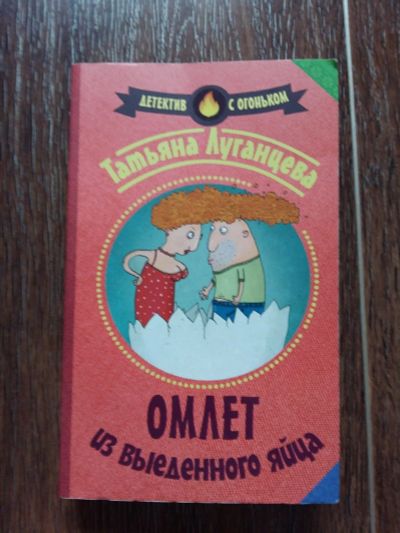 ДЕТЕКТИВ С ОГОНЬКОМ
Татьяна Луганцева
ОМЛЕТ
из выеденного яйца